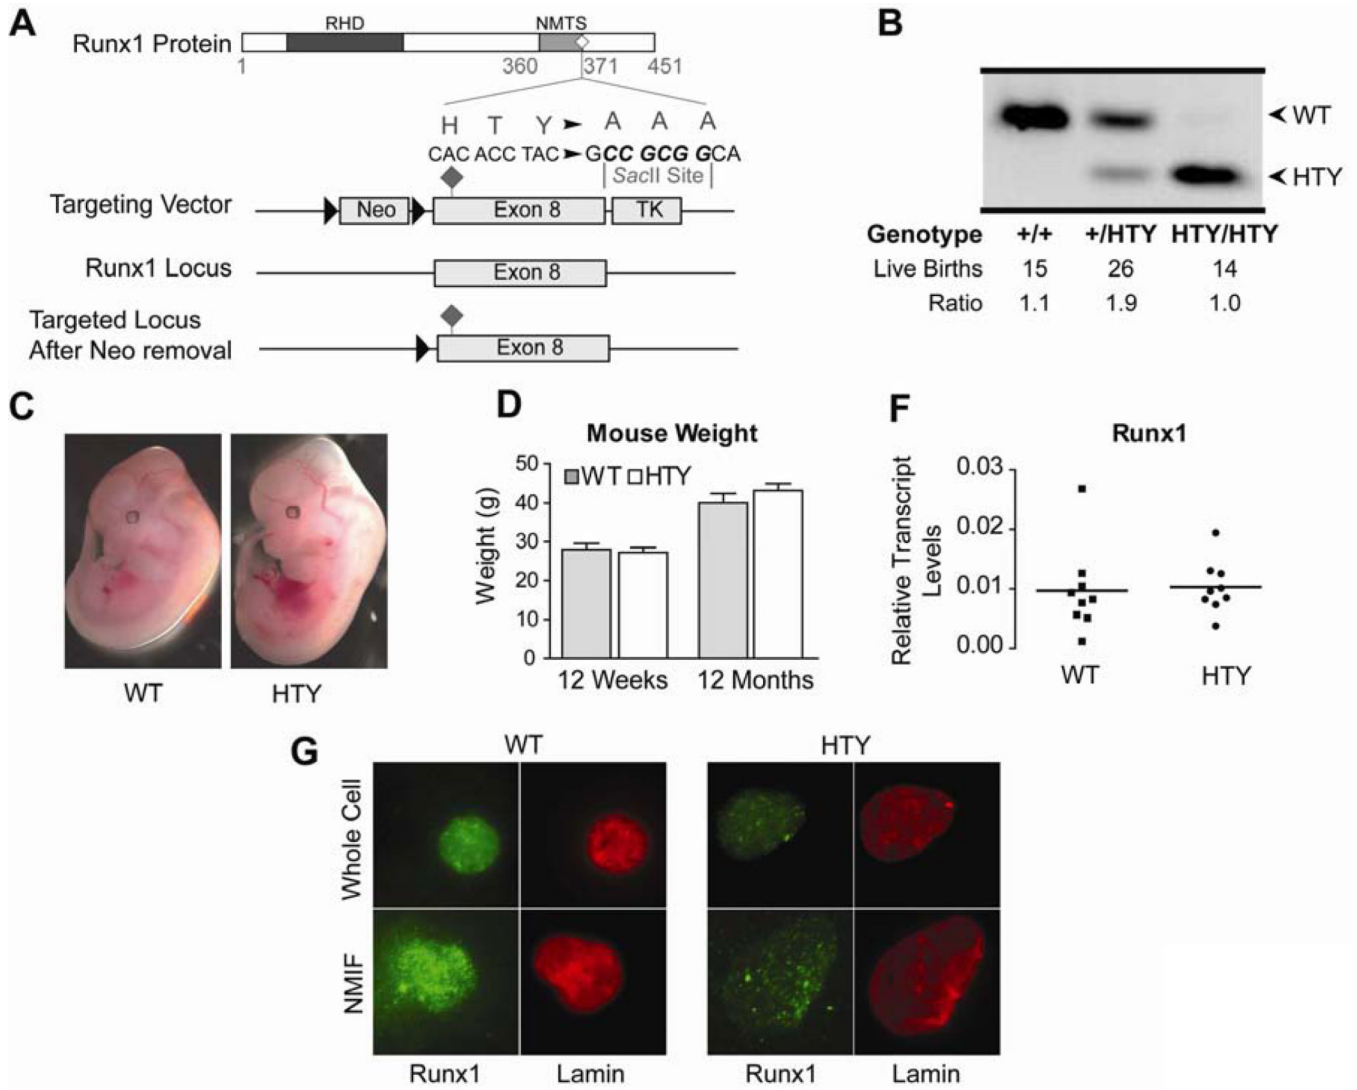 A
RHD
NMTS
Runx1 Protein
1
360
371
451
H T Y A A A
CAC ACC TAC GCC GCG GCA
SacII Site
Targeting Vector
Neo
Exon 8
TK
Runx1 Locus
Exon 8
Targeted Locus
After Neo removal
Exon 8
B
WT
HTY
Genotype +/+ +/HTY HTY/HTY
Live Births 15 26 14
Ratio 1.1 1.9 1.0
C
WT
HTY
D
Mouse Weight
WT HTY
Weight (g)
50
40
30
20
10
0
12 Weeks
12 Months
F
Runx1
Relative Transcript
Levels
0.03
0.02
0.01
0.00
WT
HTY
G
WT
HTY
Whole Cell
NMIF
Runx1
Lamin
Runx1
Lamin